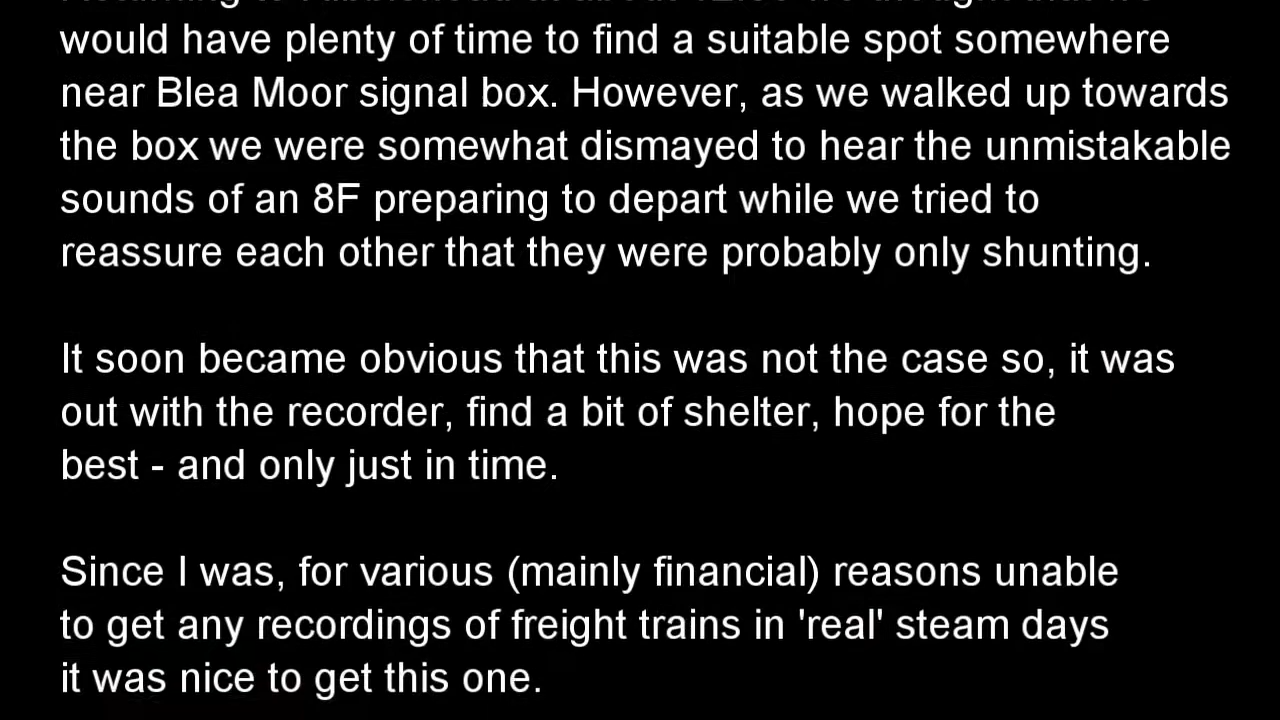 would have plenty of time to find a suitable spot somewhere
near Blea Moor signal box. However, as we walked up towards
the box we were somewhat dismayed to hear the unmistakable
sounds of an 8F preparing to depart while we tried to
reassure each other that they were probably only shunting.
It soon became obvious that this was not the case so, it was
out with the recorder, find a bit of shelter, hope for the
best - and only just in time.
Since I was, for various (mainly financial) reasons unable
to get any recordings of freight trains in 'real' steam days
it was nice to get this one.